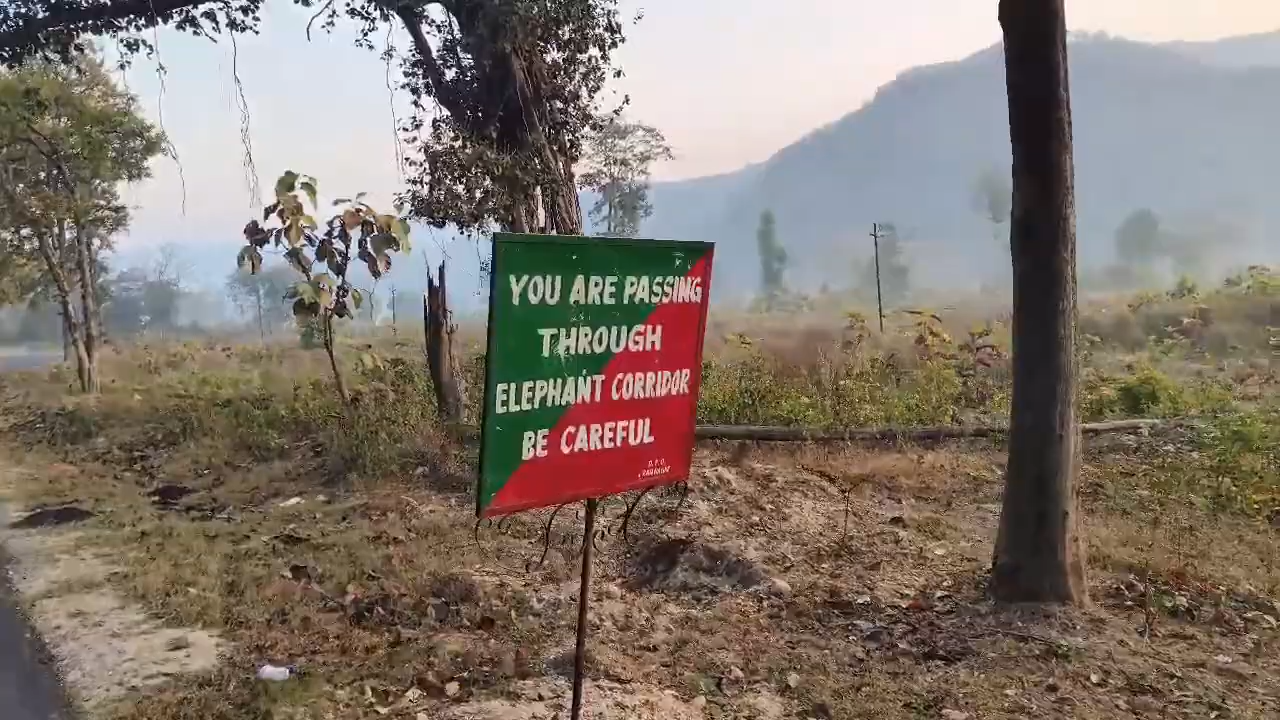 YOU ARE PASSING
THROUGH
ELEPHANT CORRIDOR
BE CAREFUL
D.F.O.